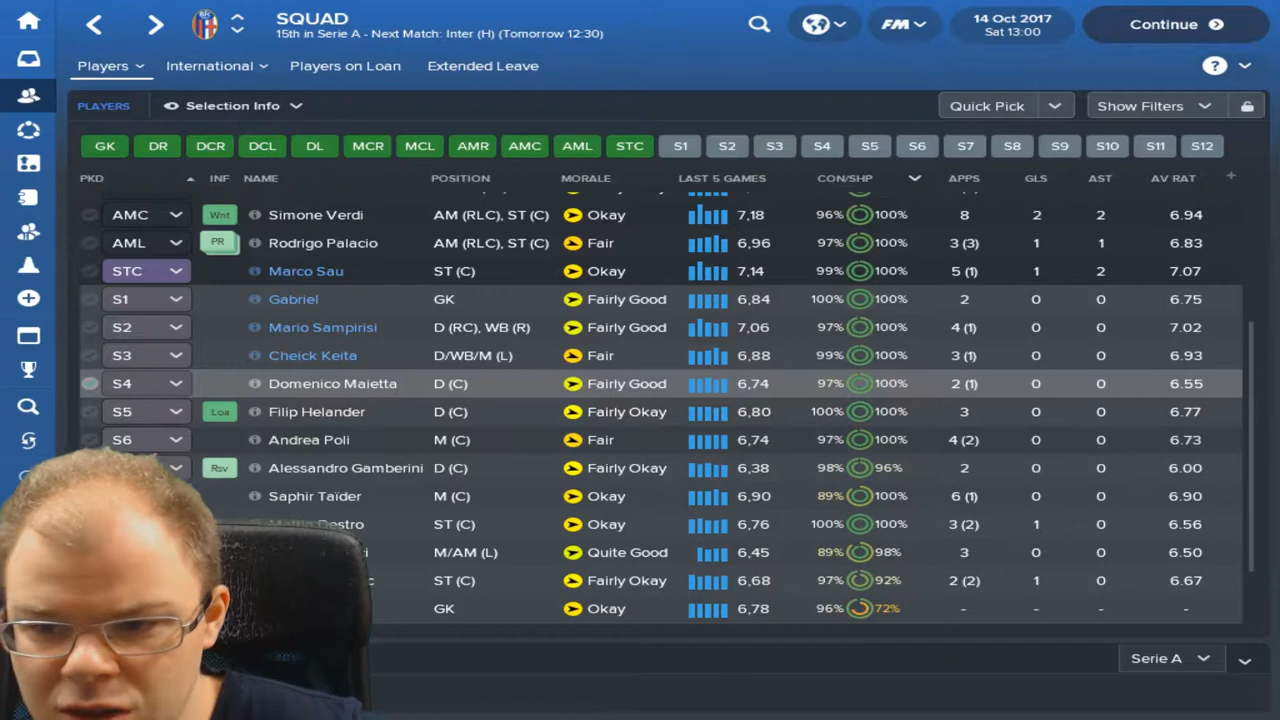 SQUAD
15th in Serie A - Next Match: Inter (H) (Tomorrow 12:30)
FM
14 Oct 2017
Sat 13:00
Continue
Players
International
Players on Loan
Extended Leave
?
PLAYERS
Selection Info
Quick Pick
Show Filters
GK DR DCR DCL DL MCR MCL AMR AMC AML STC S1 S2 S3 S4 S5 S6 S7 S8 S9 S10 S11 S12
PKD INF NAME POSITION MORALE LAST 5 GAMES CON/SHP APPS GLS AST AV RAT
AMC Wnt Simone Verdi AM (RLC), ST (C) Okay 7,18 96% 100% 8 2 2 6.94
AML PR Rodrigo Palacio AM (RLC), ST (C) Fair 6,96 97% 100% 3 (3) 1 1 6.83
STC Marco Sau ST (C) Okay 7,14 99% 100% 5 (1) 1 2 7.07
S1 Gabriel GK Fairly Good 6,84 100% 100% 2 0 0 6.75
S2 Mario Sampirisi D (RC), WB (R) Fairly Good 7,06 97% 100% 4 (1) 0 0 7.02
S3 Cheick Keita D/WB/M (L) Fair 6,88 99% 100% 3 (1) 0 0 6.93
S4 Domenico Maietta D (C) Fairly Good 6,74 97% 100% 2 (1) 0 0 6.55
S5 Loa Filip Helander D (C) Fairly Okay 6,80 100% 100% 3 0 0 6.77
S6 Andrea Poli M (C) Fair 6,74 97% 100% 4 (2) 0 0 6.73
Rsv Alessandro Gamberini D (C) Fairly Okay 6,38 98% 96% 2 0 0 6.00
Saphir Taïder M (C) Okay 6,90 89% 100% 6 (1) 0 0 6.90
ST (C) Okay 6,76 100% 100% 3 (2) 1 0 6.56
M/AM (L) Quite Good 6,45 89% 98% 3 0 0 6.50
ST (C) Fairly Okay 6,68 97% 92% 2 (2) 1 0 6.67
GK Okay 6,78 96% 72% - - - -
Serie A